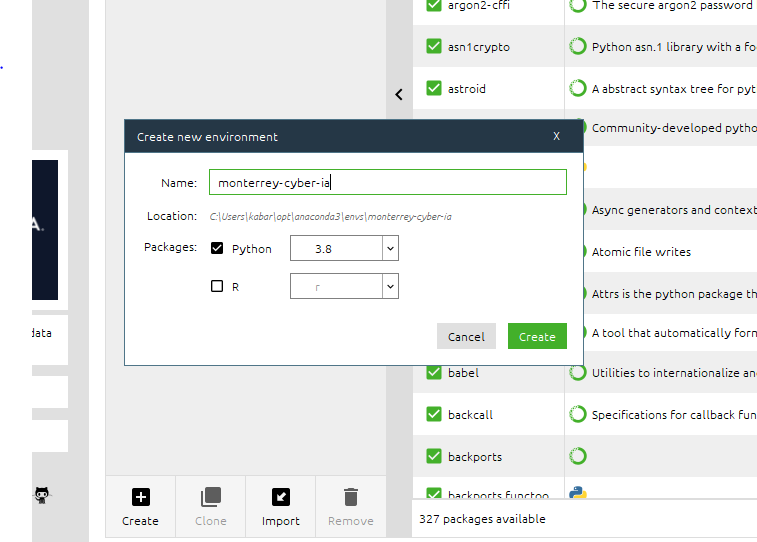 argon2-cffi
The secure argon2 password
asn1crypto
Python asn.1 library with a fo
astroid
A abstract syntax tree for pyt
Community-developed pytho
Create new environment
X
Name: monterrey-cyber-ia
Location: C:\Users\kabar\opt\anaconda3\envs\monterrey-cyber-ia
Packages: Python 3.8
R r
Cancel Create
A.
data
Async generators and context
Atomic file writes
Attrs is the python package th
A tool that automatically forn
babel
Utilities to internationalize an
backcall
Specifications for callback fun
backports
backports.functoo
Create Clone Import Remove
327 packages available